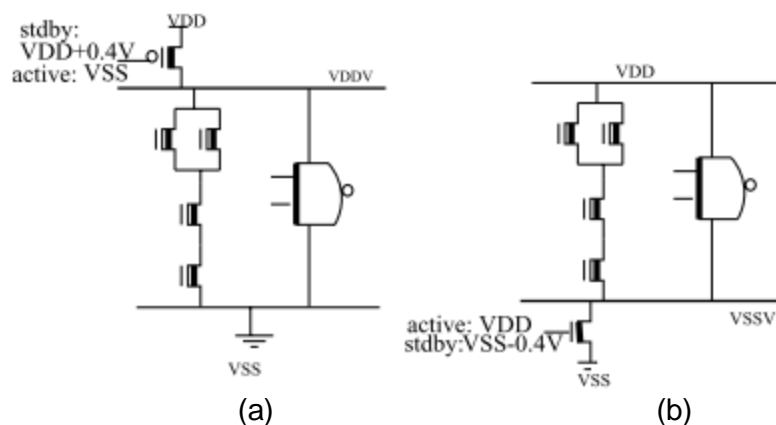 stdby:
VDD
VDD+0.4V
active: VSS
VDDV
VSS
(a)
VDD
VSSV
active: VDD
stdby:VSS-0.4V
VSS
(b)